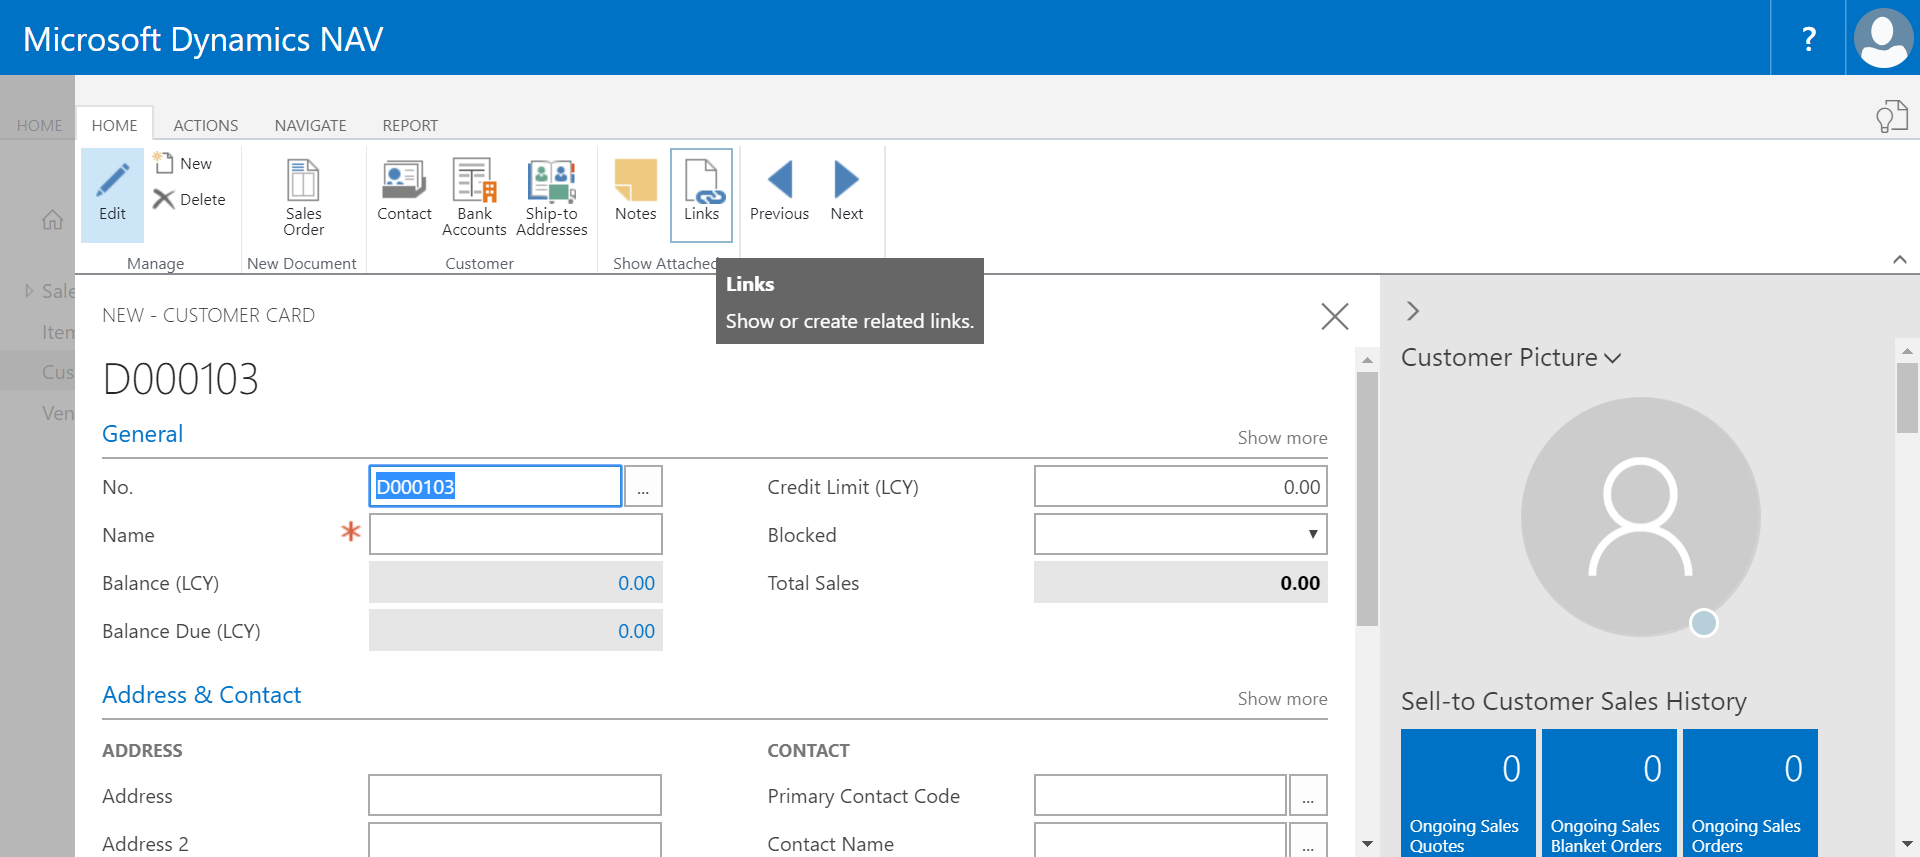 Microsoft Dynamics NAV
?
HOME
HOME
ACTIONS
NAVIGATE
REPORT
Edit
New
Delete
Manage
Sales
Order
New Document
Contact
Bank
Accounts
Ship-to
Addresses
Customer
Notes
Links
Show Attached
Previous
Next
Links
Show or create related links.
Sale
Item
Cus
Ven
NEW - CUSTOMER CARD
D000103
General
Show more
No.
D000103
...
Name
*
Balance (LCY)
0.00
Balance Due (LCY)
0.00
Credit Limit (LCY)
0.00
Blocked
Total Sales
0.00
Address & Contact
Show more
ADDRESS
Address
Address 2
CONTACT
Primary Contact Code
...
Contact Name
...
Customer Picture
Sell-to Customer Sales History
0
Ongoing Sales
Quotes
0
Ongoing Sales
Blanket Orders
0
Ongoing Sales
Orders